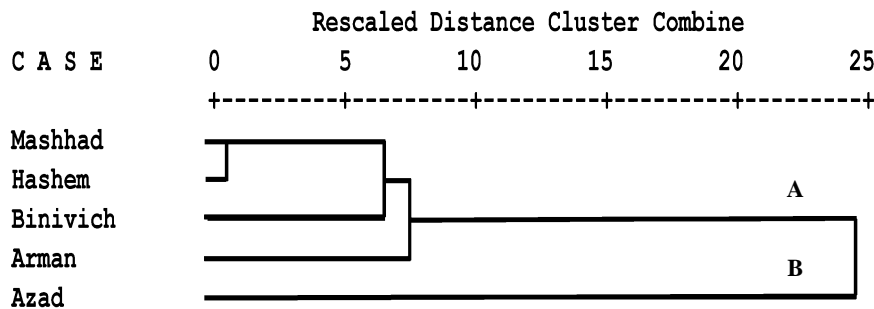 Rescaled Distance Cluster Combine
C A S E 0 5 10 15 20 25
+---------+---------+---------+---------+---------+
Mashhad
Hashem
A
Binivich
Arman
B
Azad